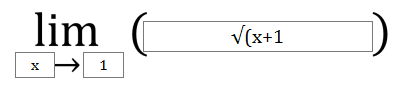 lim ( √(x+1 )
x → 1